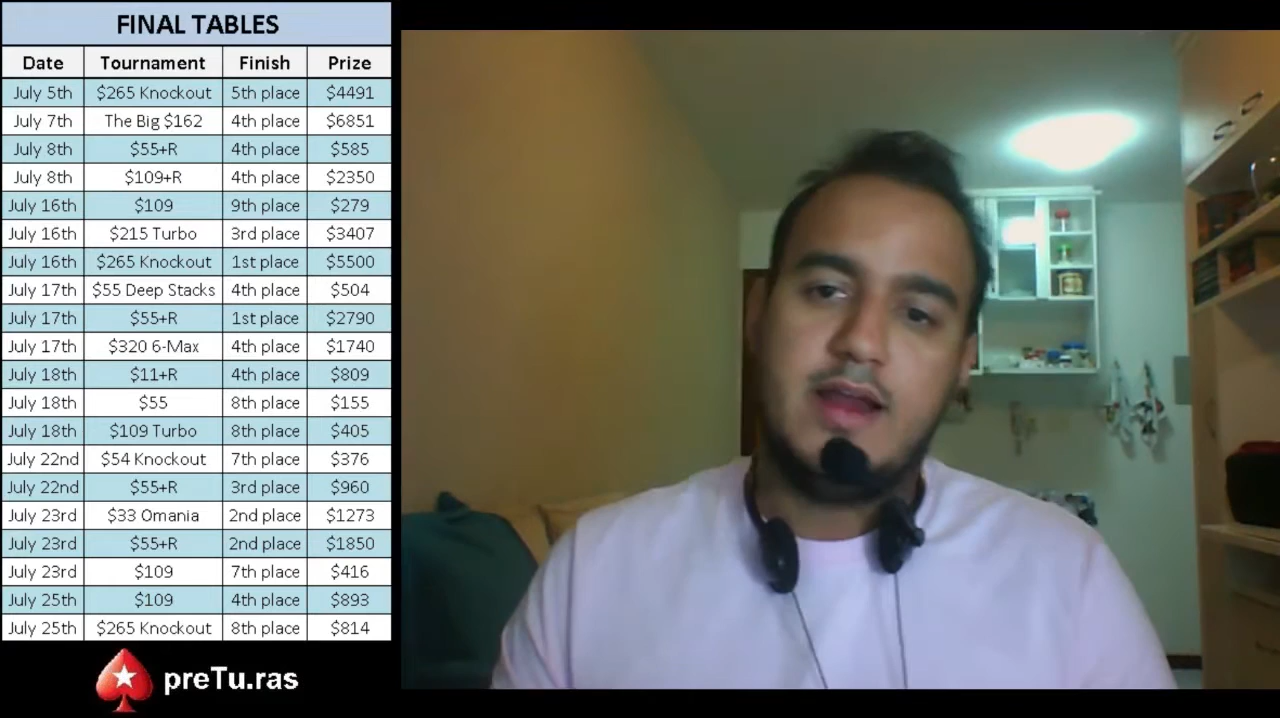 FINAL TABLES
Date Tournament Finish Prize
July 5th $265 Knockout 5th place $4491
July 7th The Big $162 4th place $6851
July 8th $55+R 4th place $585
July 8th $109+R 4th place $2350
July 16th $109 9th place $279
July 16th $215 Turbo 3rd place $3407
July 16th $265 Knockout 1st place $5500
July 17th $55 Deep Stacks 4th place $504
July 17th $55+R 1st place $2790
July 17th $320 6-Max 4th place $1740
July 18th $11+R 4th place $809
July 18th $55 8th place $155
July 18th $109 Turbo 8th place $405
July 22nd $54 Knockout 7th place $376
July 22nd $55+R 3rd place $960
July 23rd $33 Omania 2nd place $1273
July 23rd $55+R 2nd place $1850
July 23rd $109 7th place $416
July 25th $109 4th place $893
July 25th $265 Knockout 8th place $814
preTu.ras